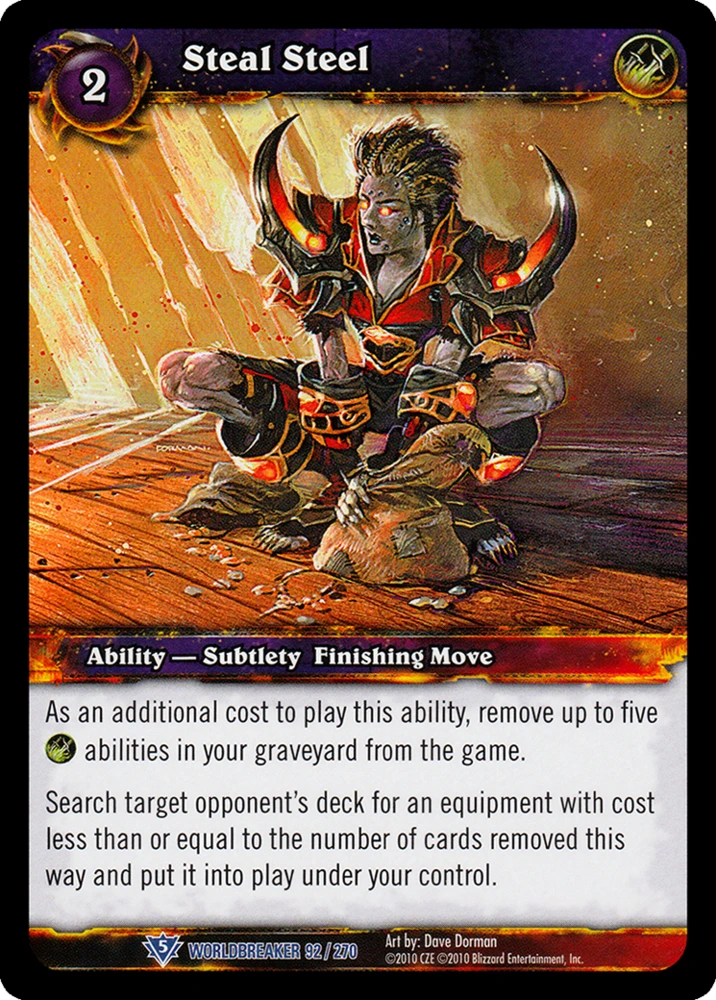 2
Steal Steel
Ability — Subtlety Finishing Move
As an additional cost to play this ability, remove up to five
abilities in your graveyard from the game.
Search target opponent's deck for an equipment with cost
less than or equal to the number of cards removed this
way and put it into play under your control.
5
WORLDBREAKER 92/270
Art by: Dave Dorman
©2010 CZE ©2010 Blizzard Entertainment, Inc.